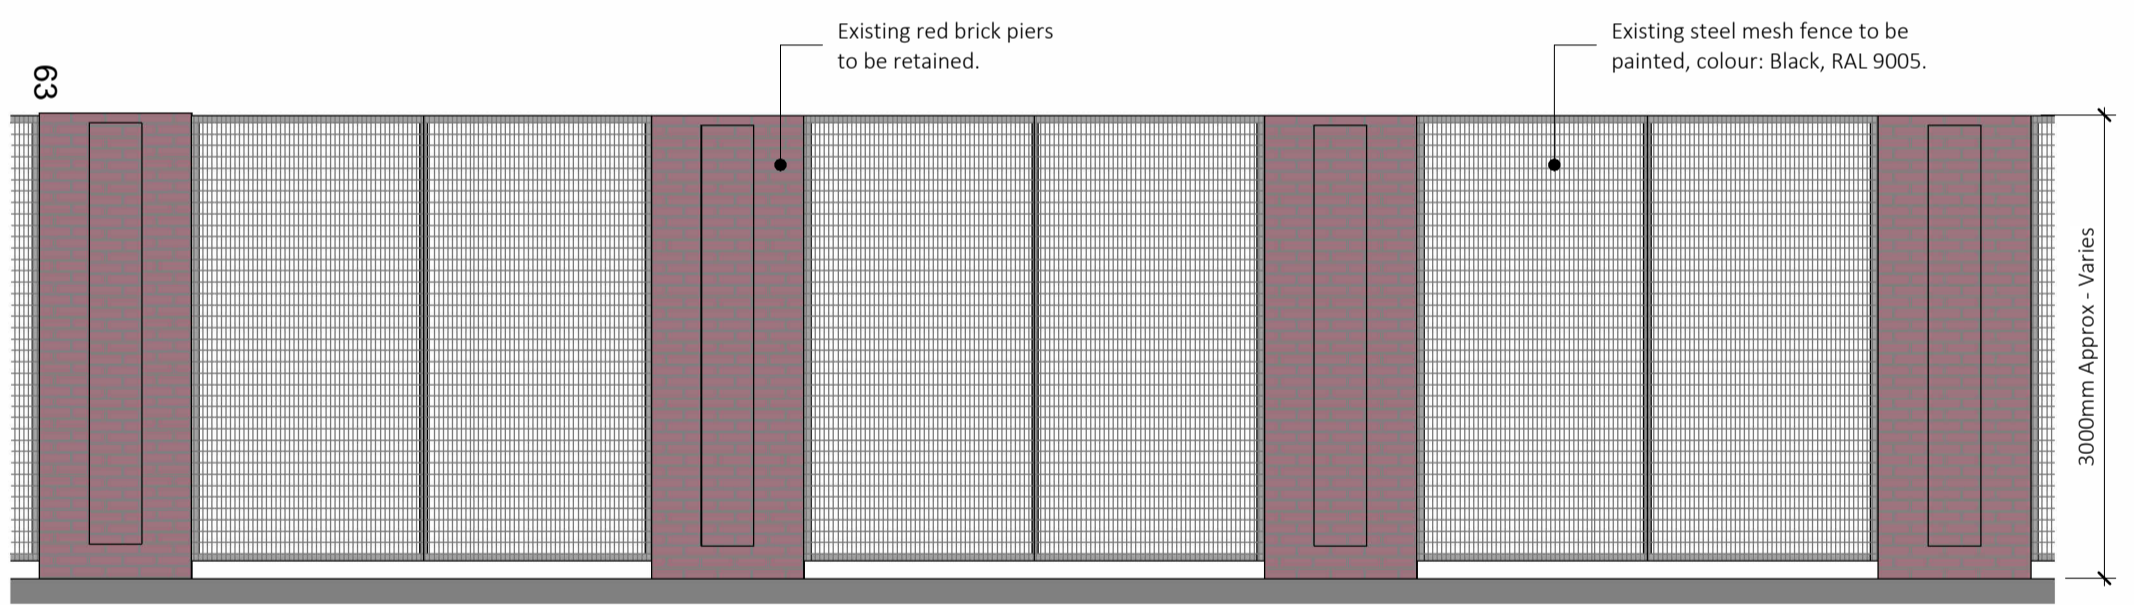 Existing red brick piers
to be retained.
Existing steel mesh fence to be
painted, colour: Black, RAL 9005.
63
3000mm Approx - Varies